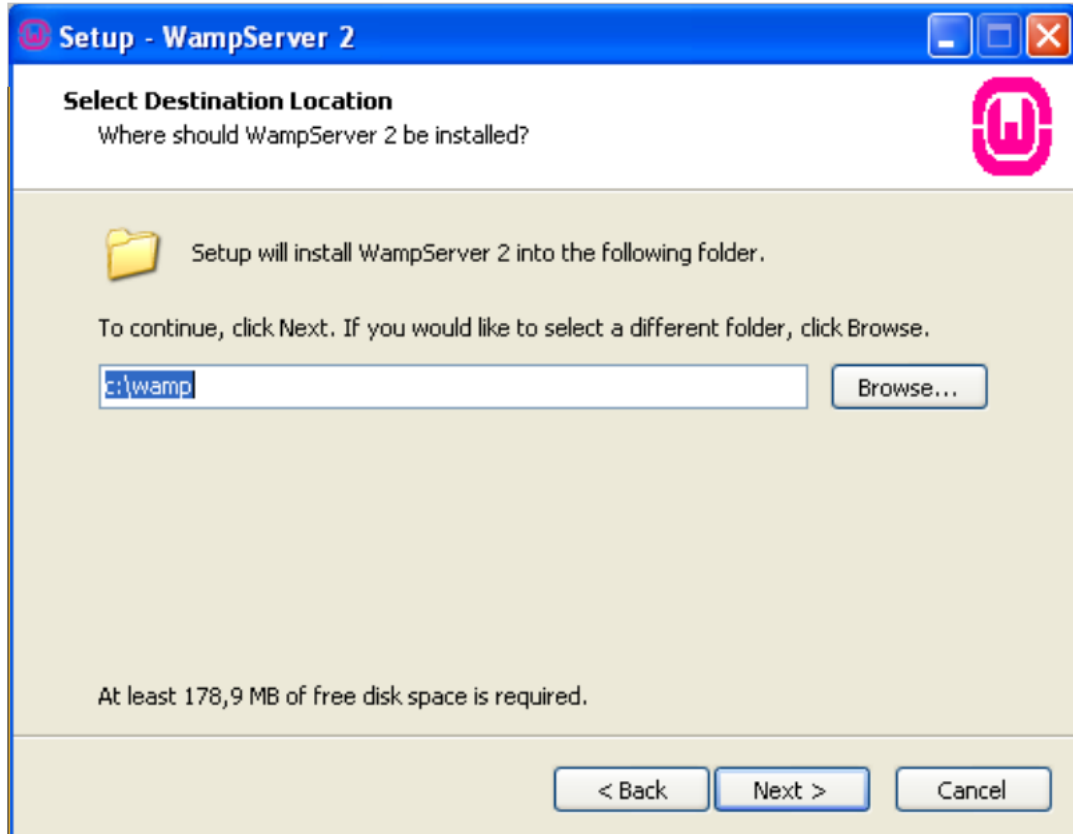 Setup - WampServer 2
Select Destination Location
Where should WampServer 2 be installed?
Setup will install WampServer 2 into the following folder.
To continue, click Next. If you would like to select a different folder, click Browse.
c:\wamp
Browse...
At least 178,9 MB of free disk space is required.
< Back
Next >
Cancel